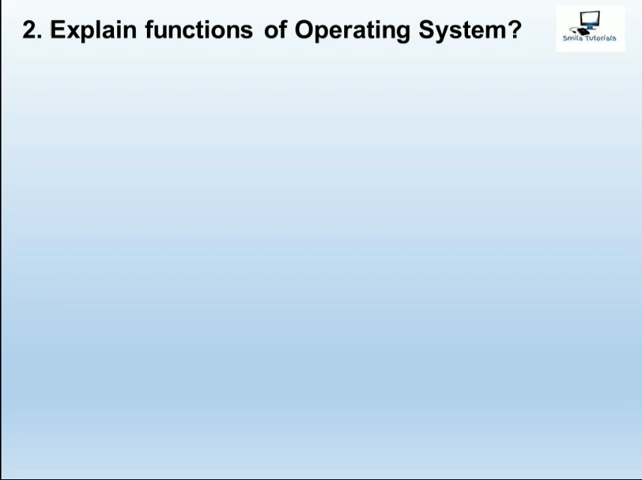 2. Explain functions of Operating System?
Smita Tutorials